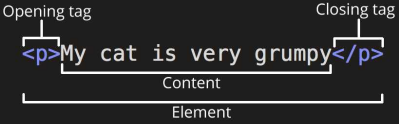 Opening tag Closing tag
<p>My cat is very grumpy</p>
Content
Element